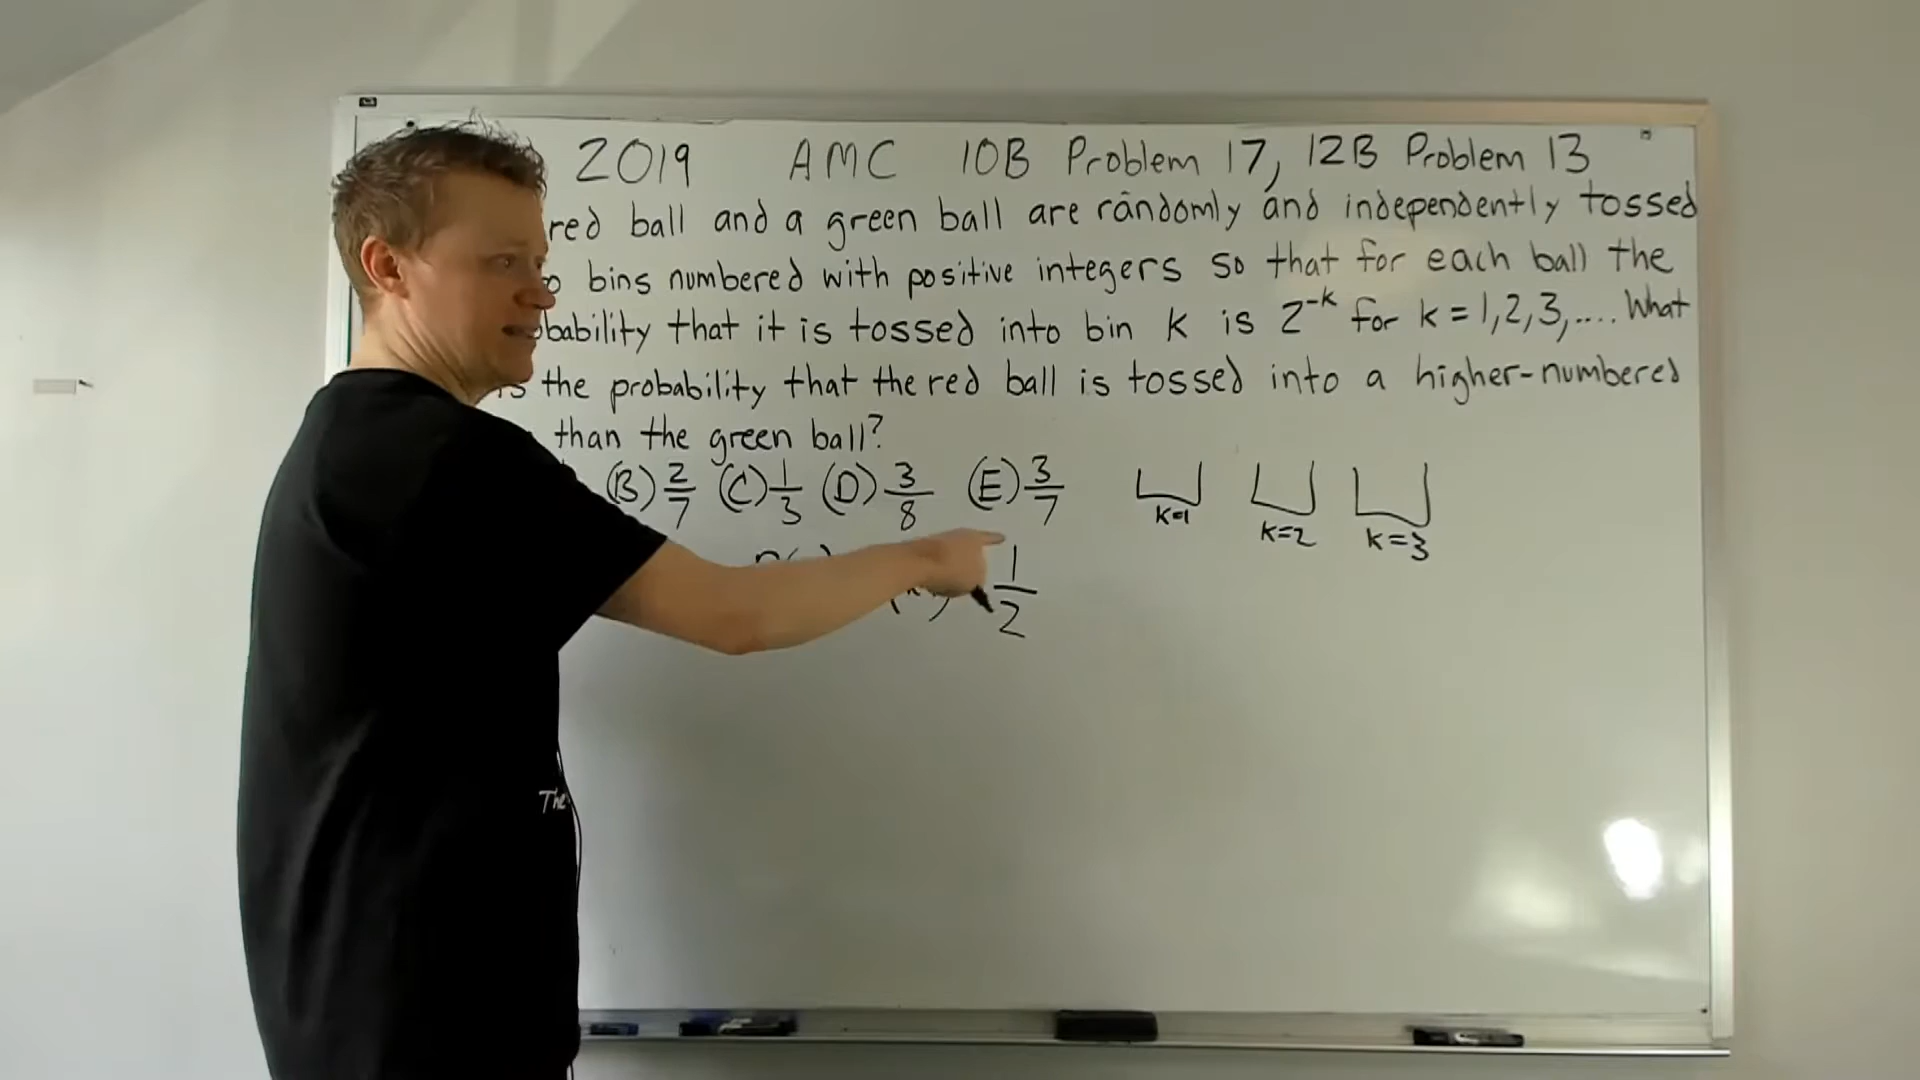 2019 AMC 10B Problem 17, 12B Problem 13
red ball and a green ball are randomly and independently tossed
bins numbered with positive integers so that for each ball the
that it is tossed into bin K is 2^-k for k = 1,2,3,.... What
the probability that the red ball is tossed into a higher-numbered
than the green ball?
(B) 2/7 (C) 1/3 (D) 3/8 (E) 3/7
k=1 k=2 k=3
1/2
The